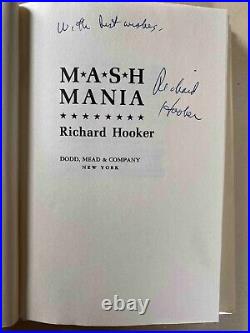 With best wishes,
M★A★S★H
MANIA
Richard
Hooker
★★★★★★★★
Richard Hooker
DODD, MEAD & COMPANY
NEW YORK